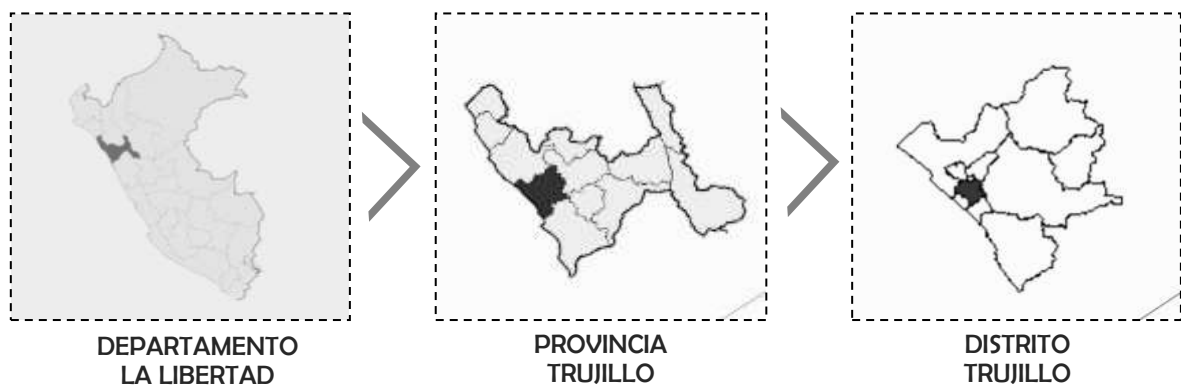 DEPARTAMENTO
LA LIBERTAD
PROVINCIA
TRUJILLO
DISTRITO
TRUJILLO